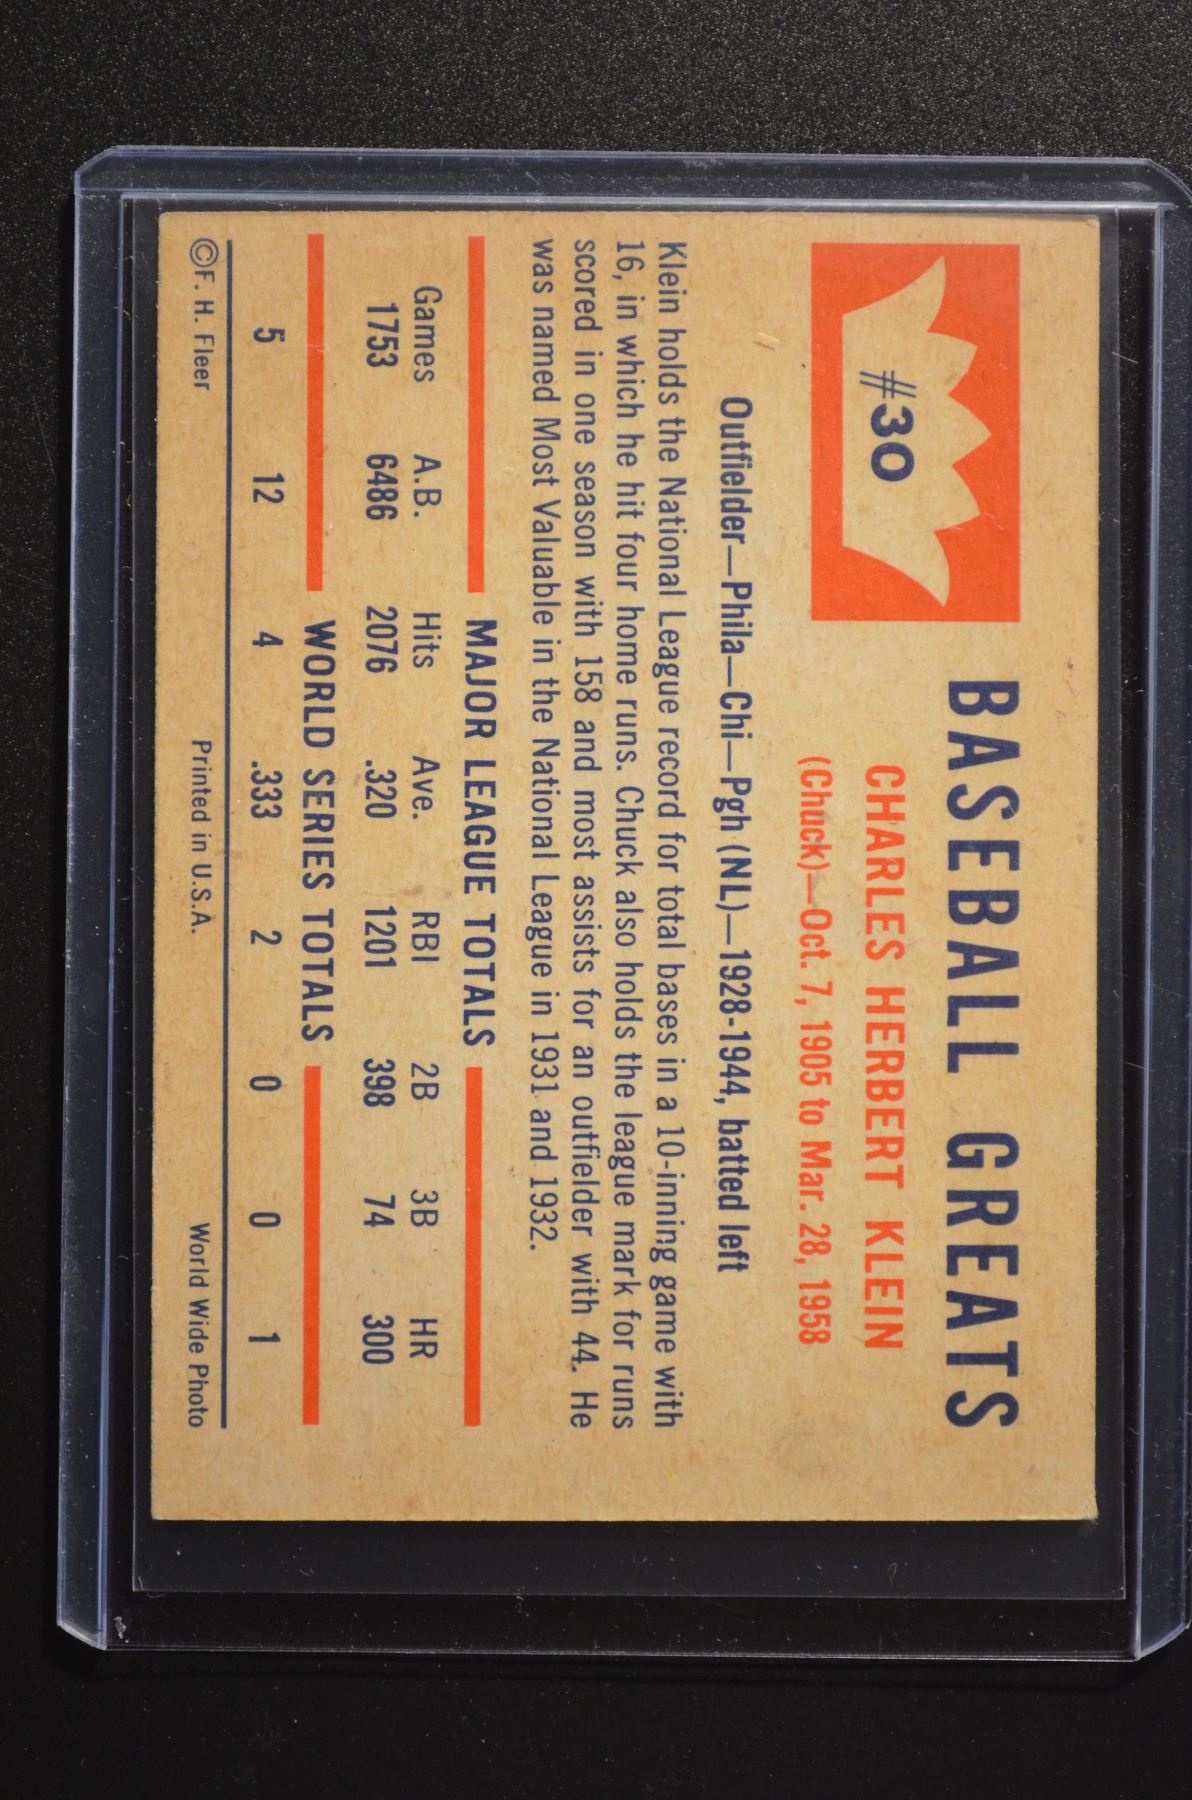 #30
BASEBALL GREATS
CHARLES HERBERT KLEIN
(Chuck)—Oct. 7, 1905 to Mar. 28, 1958
Outfielder—Phila—Chi—Pgh (NL)—1928-1944, batted left
Klein holds the National League record for total bases in a 10-inning game with
16, in which he hit four home runs. Chuck also holds the league mark for runs
scored in one season with 158 and most assists for an outfielder with 44. He
was named Most Valuable in the National League in 1931 and 1932.
MAJOR LEAGUE TOTALS
Games A.B. Hits Ave. RBI 2B 3B HR
1753 6486 2076 .320 1201 398 74 300
WORLD SERIES TOTALS
5 12 4 .333 2 0 0 1
©F. H. Fleer Printed in U.S.A. World Wide Photo